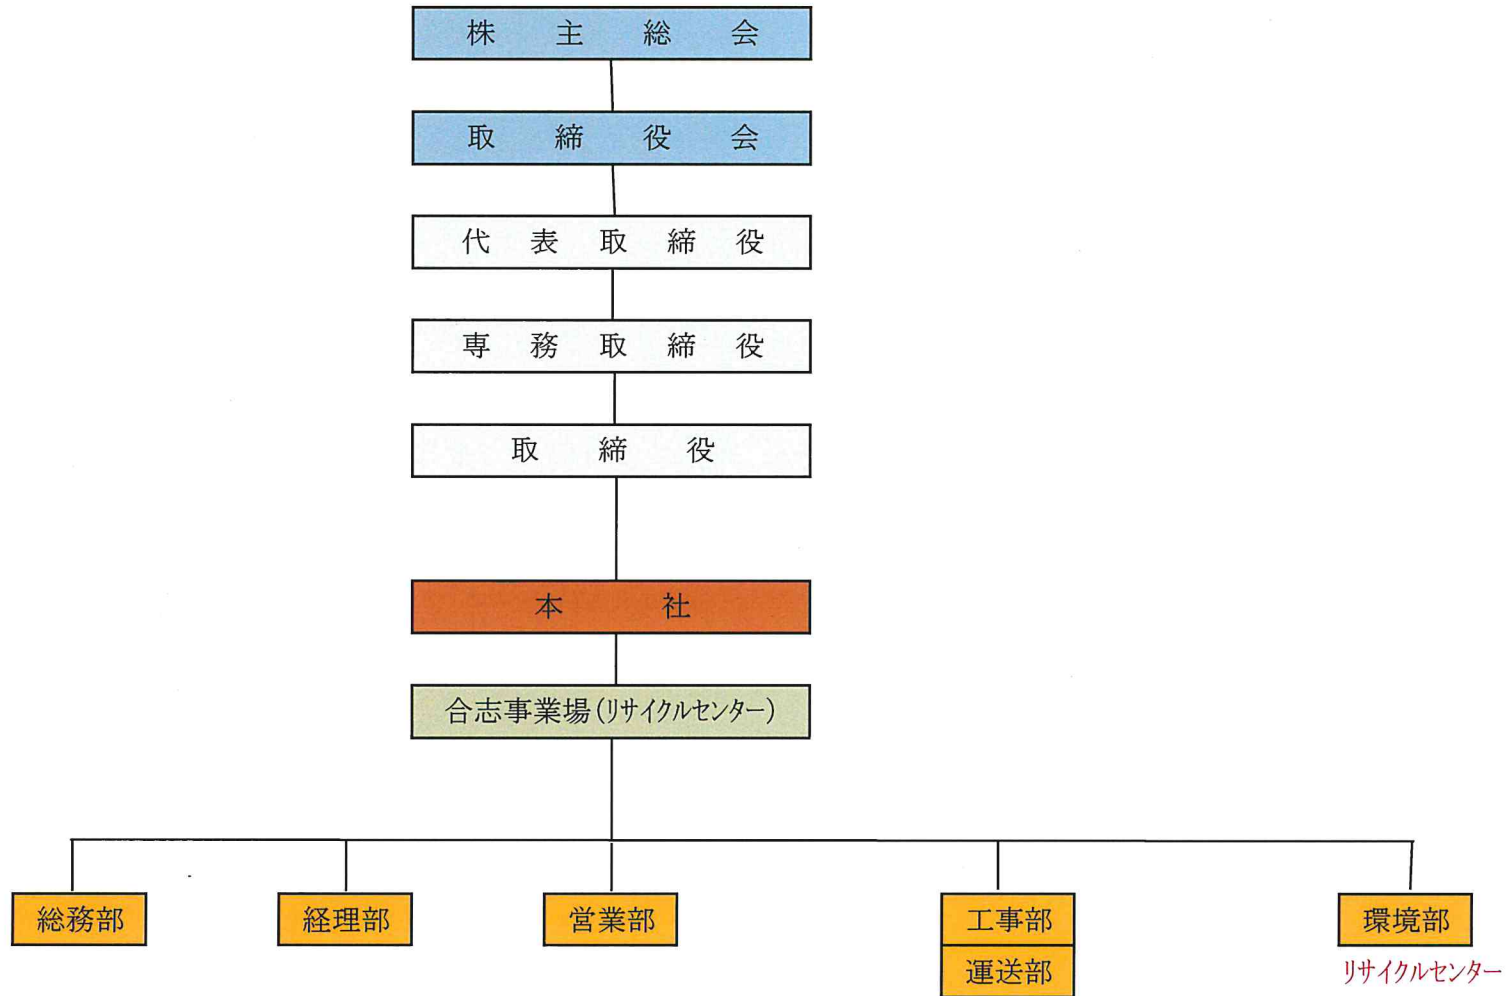 株主総会
取締役会
代表取締役
専務取締役
取締役
本社
合志事業場(リサイクルセンター)
総務部
経理部
営業部
工事部
環境部
運送部
リサイクルセンター